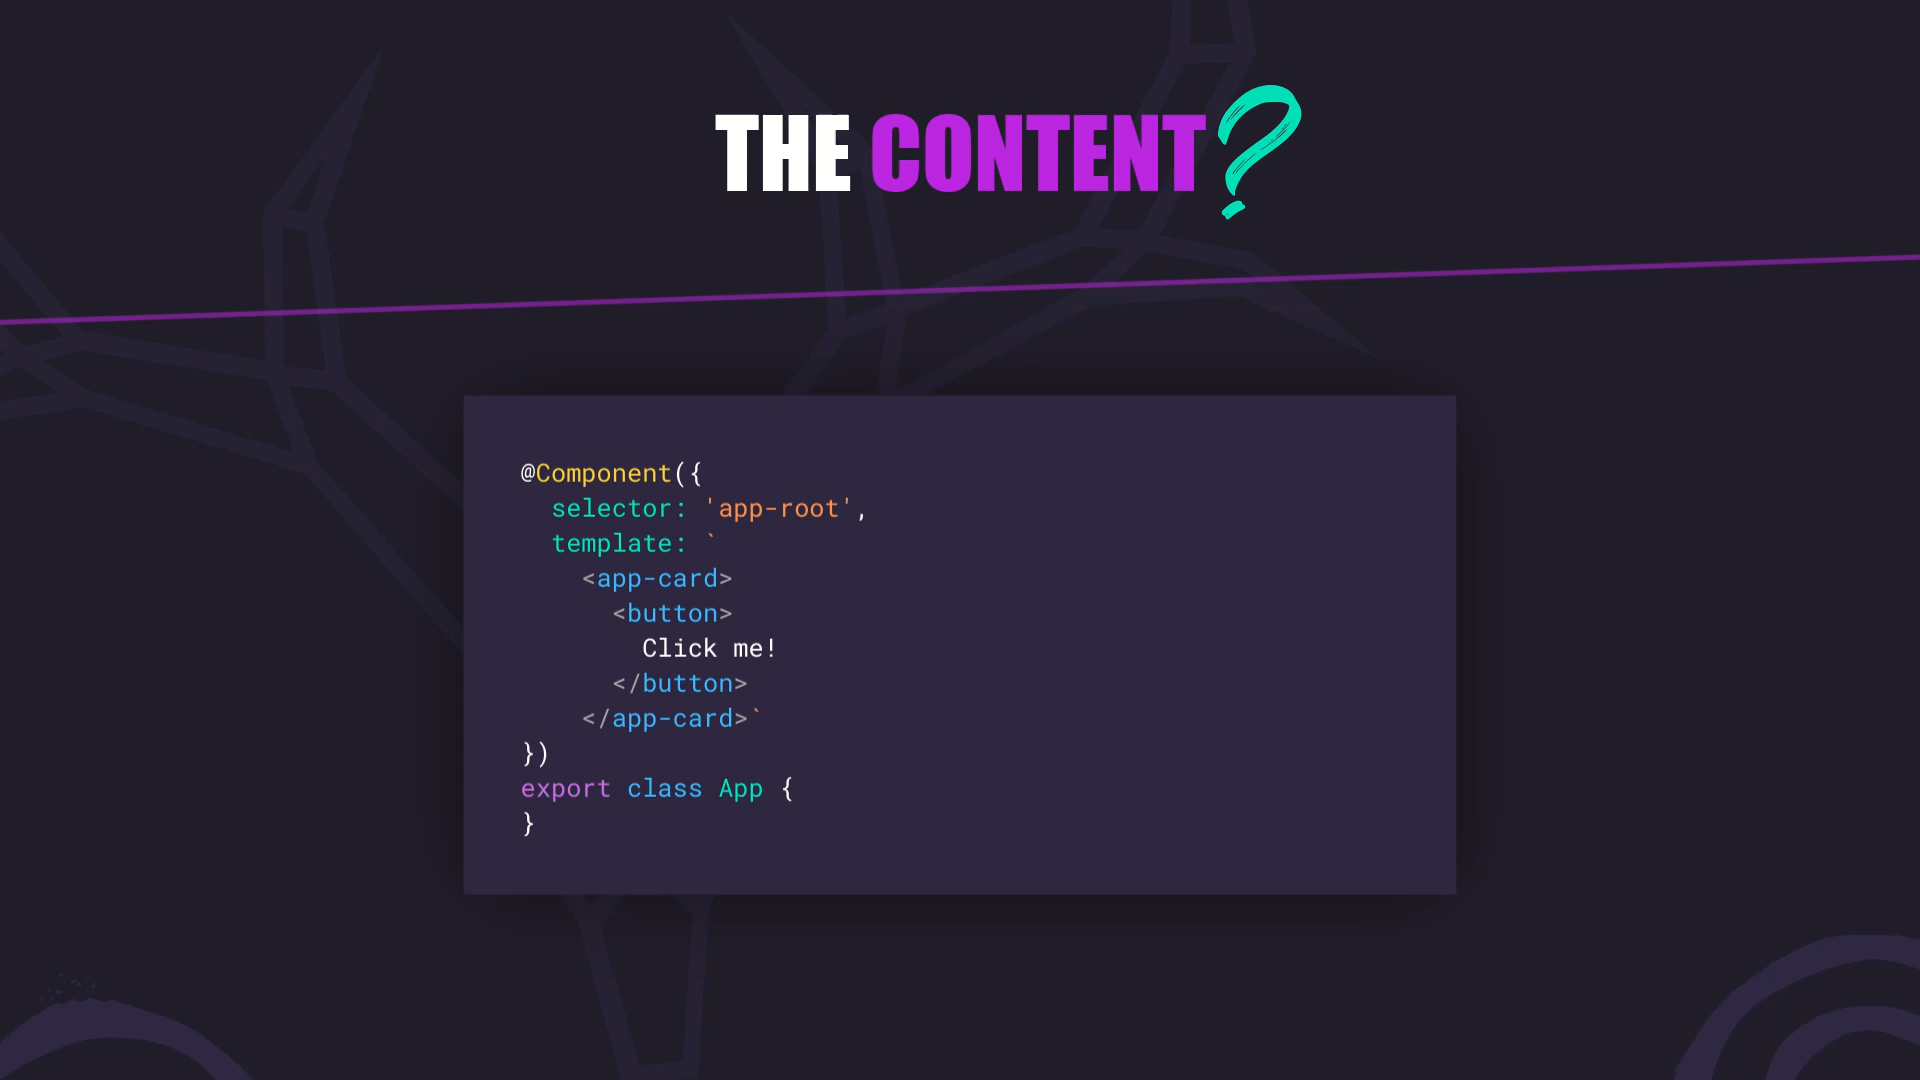 THE CONTENT?
@Component({
  selector: 'app-root',
  template: `
    <app-card>
      <button>
        Click me!
      </button>
    </app-card>`
})
export class App {
}